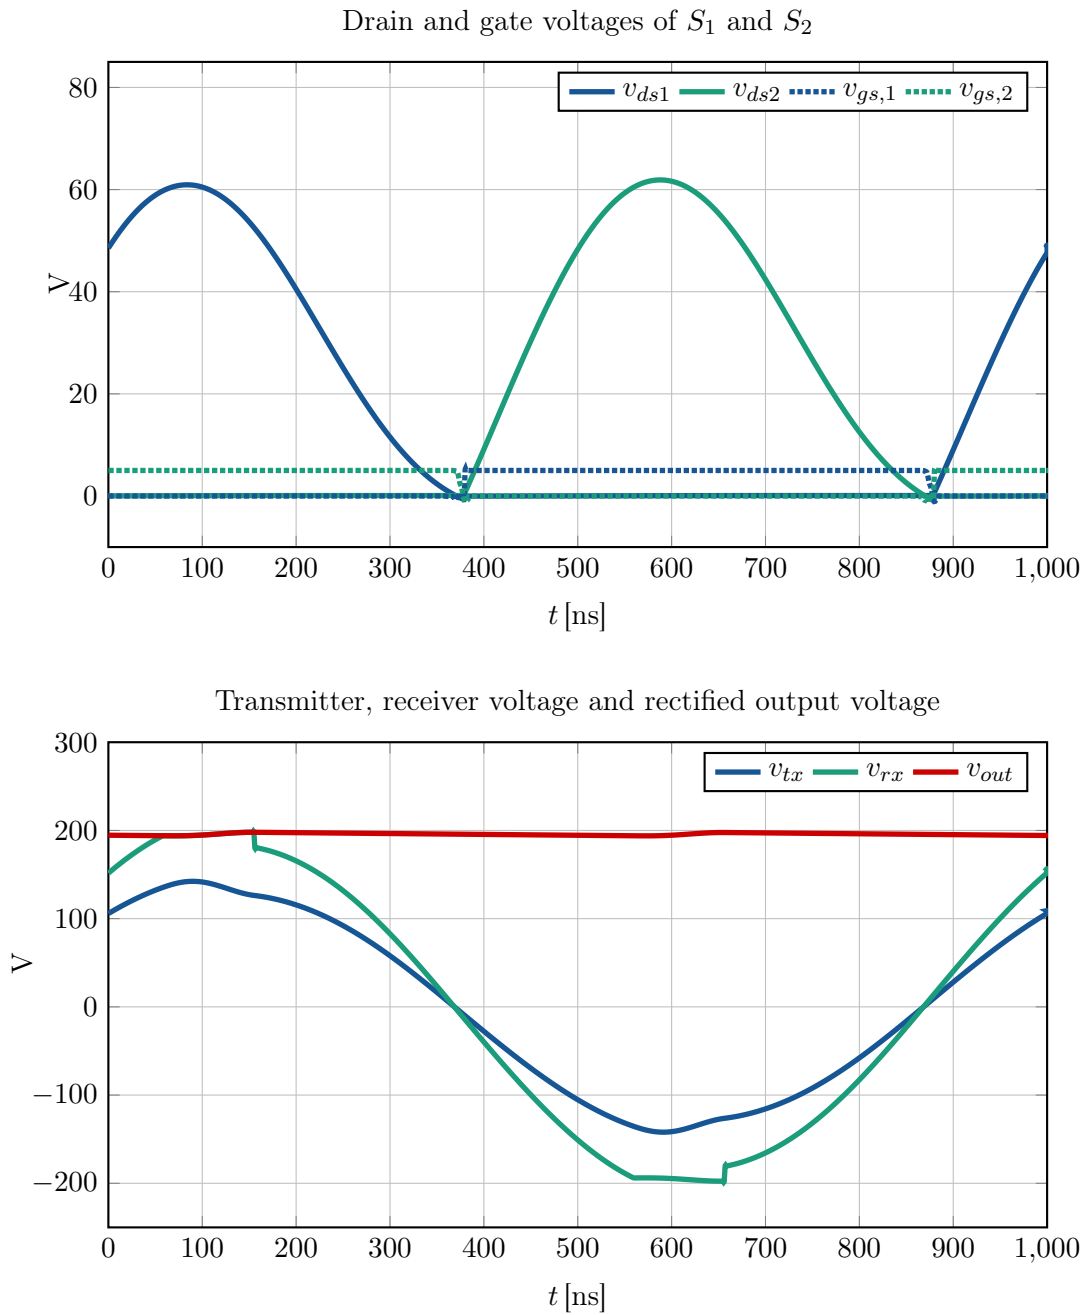 Drain and gate voltages of S1 and S2
80
60
40
20
0
V
v_ds1 v_ds2 v_gs,1 v_gs,2
0 100 200 300 400 500 600 700 800 900 1,000
t [ns]
Transmitter, receiver voltage and rectified output voltage
300
200
100
0
−100
−200
V
v_tx v_rx v_out
0 100 200 300 400 500 600 700 800 900 1,000
t [ns]